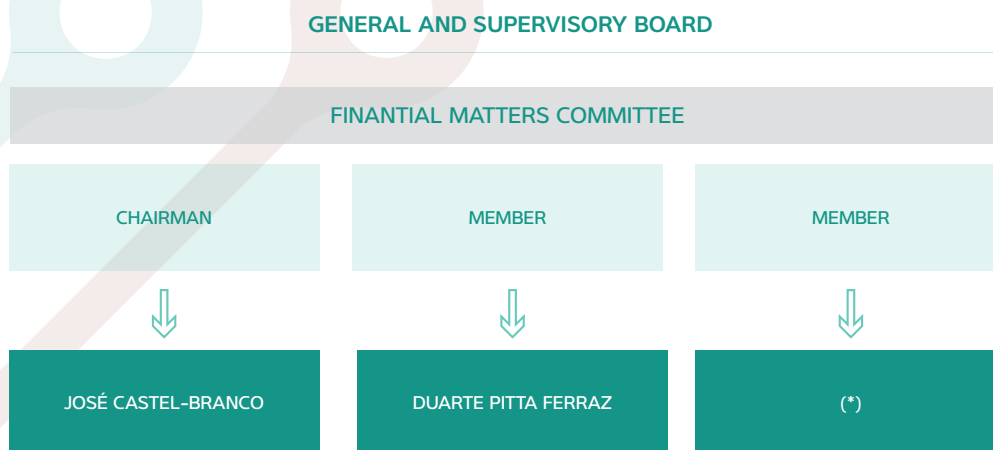 GENERAL AND SUPERVISORY BOARD
FINANTIAL MATTERS COMMITTEE
CHAIRMAN
MEMBER
MEMBER
JOSÉ CASTEL-BRANCO
DUARTE PITTA FERRAZ
(*)